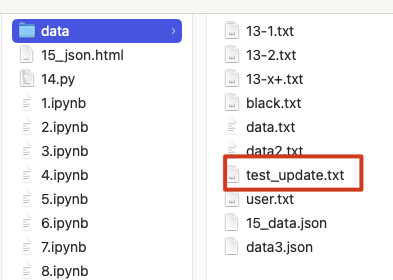 data
15_json.html
14.py
1.ipynb
2.ipynb
3.ipynb
4.ipynb
5.ipynb
6.ipynb
7.ipynb
8.ipynb
13-1.txt
13-2.txt
13-x+.txt
black.txt
data.txt
data2.txt
test_update.txt
user.txt
15_data.json
data3.json